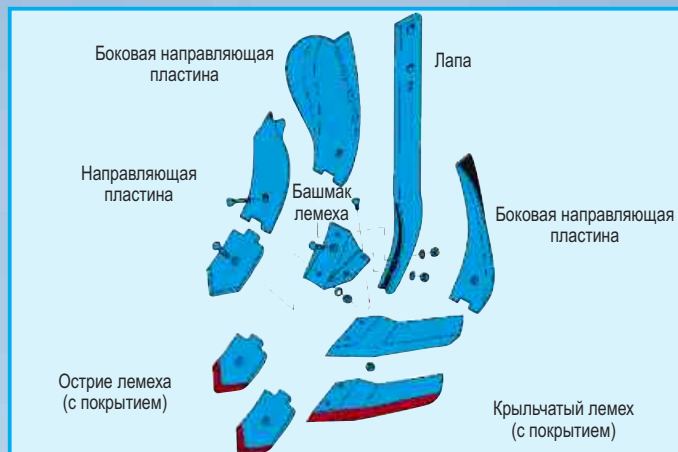 Боковая направляющая
пластина
Лапа
Направляющая
пластина
Башмак
лемеха
Боковая направляющая
пластина
Острие лемеха
(с покрытием)
Крыльчатый лемех
(с покрытием)